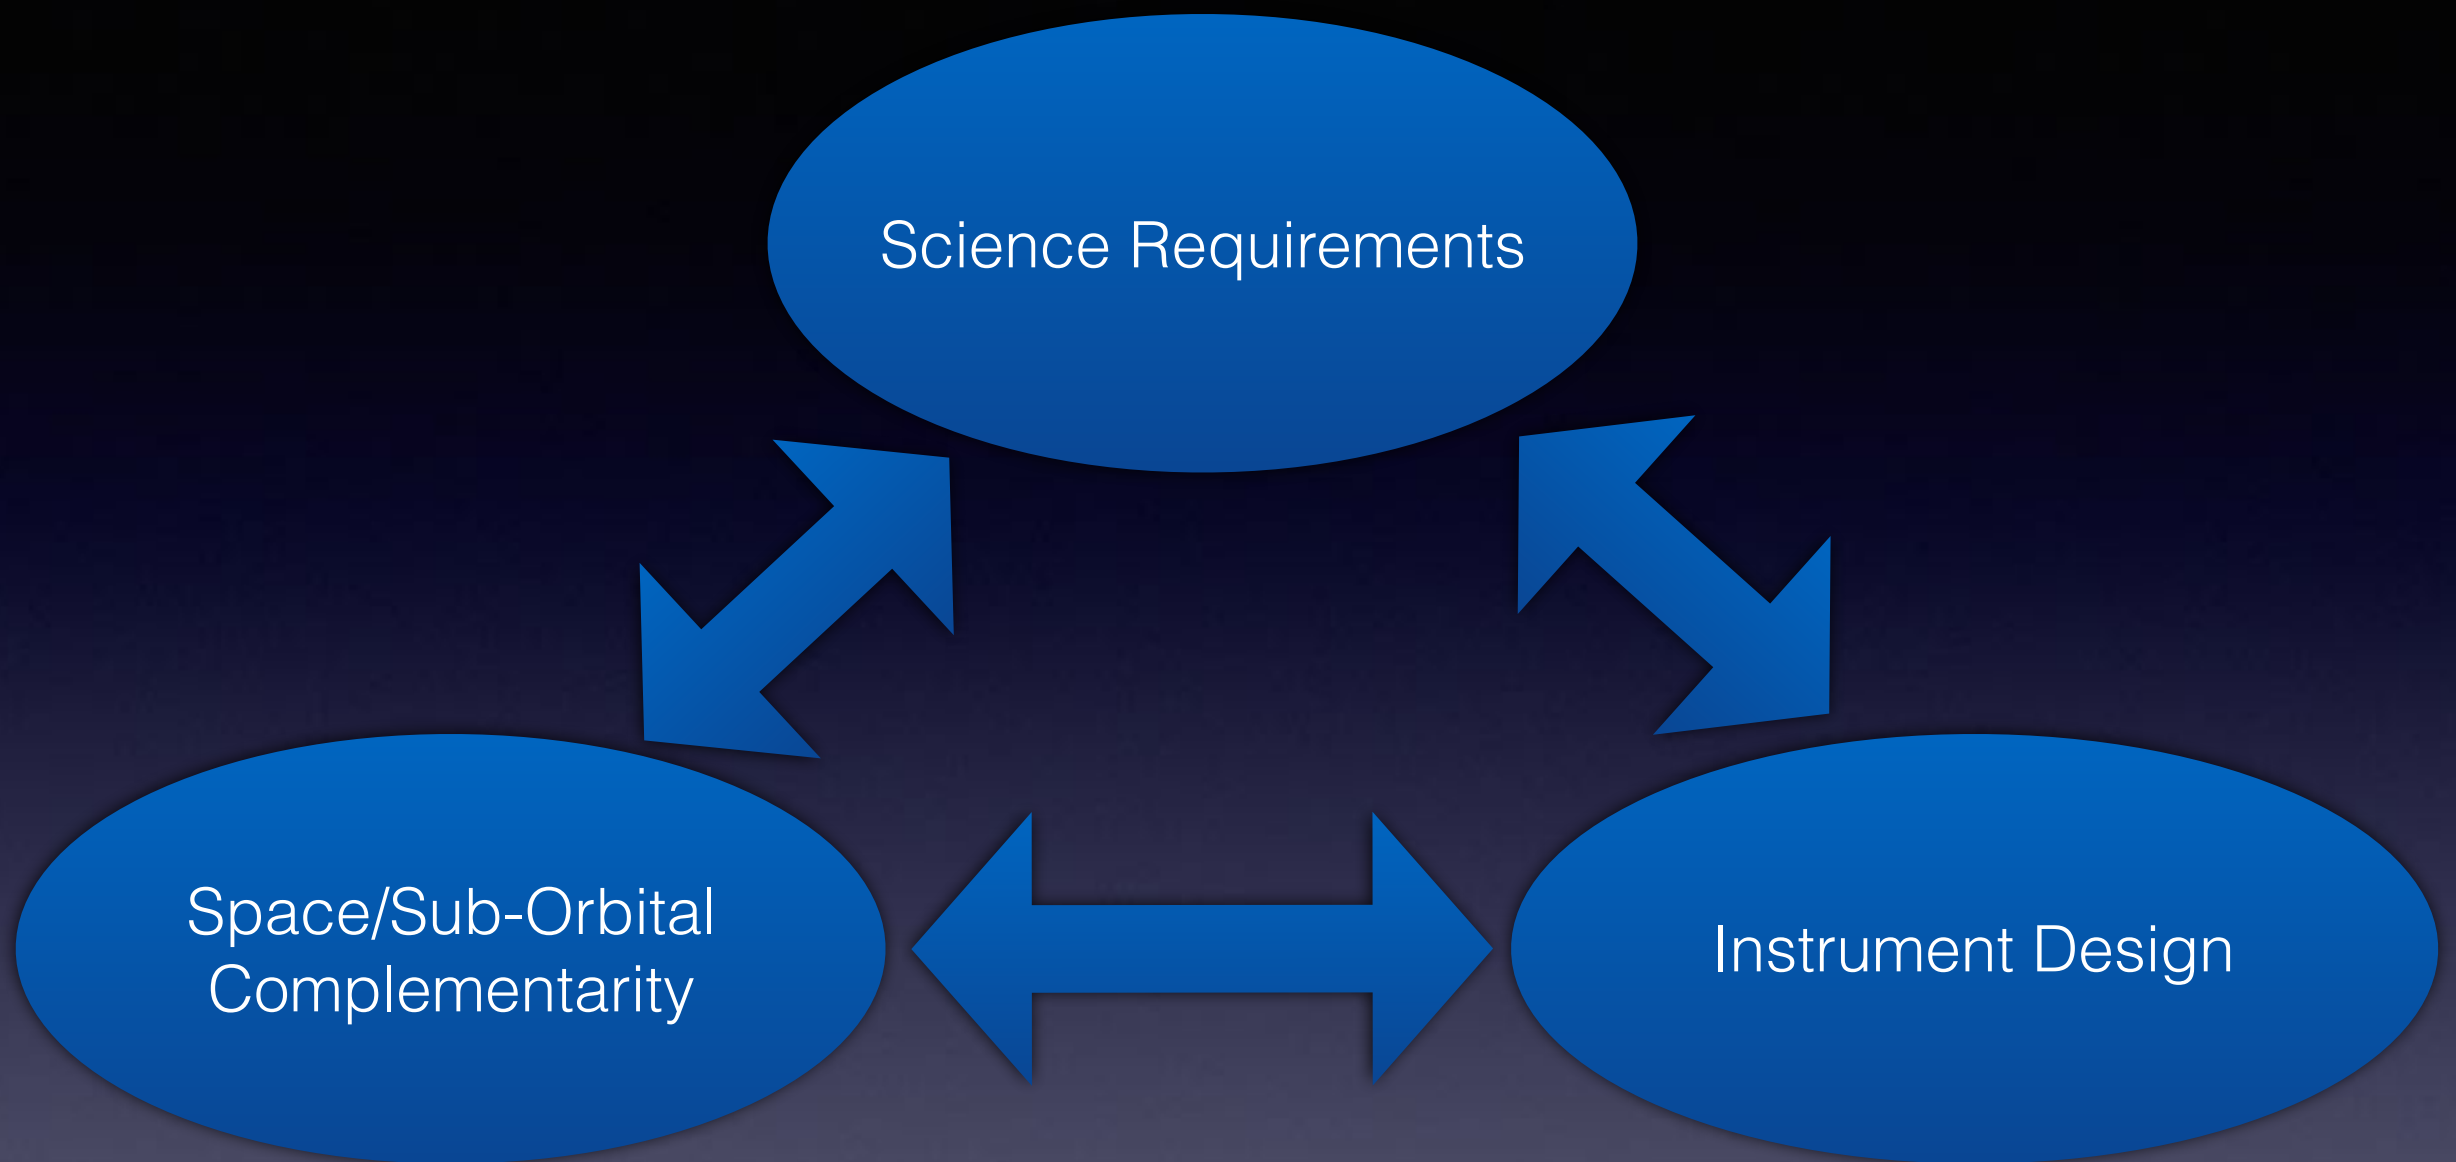 Science Requirements
Space/Sub-Orbital
Complementarity
Instrument Design